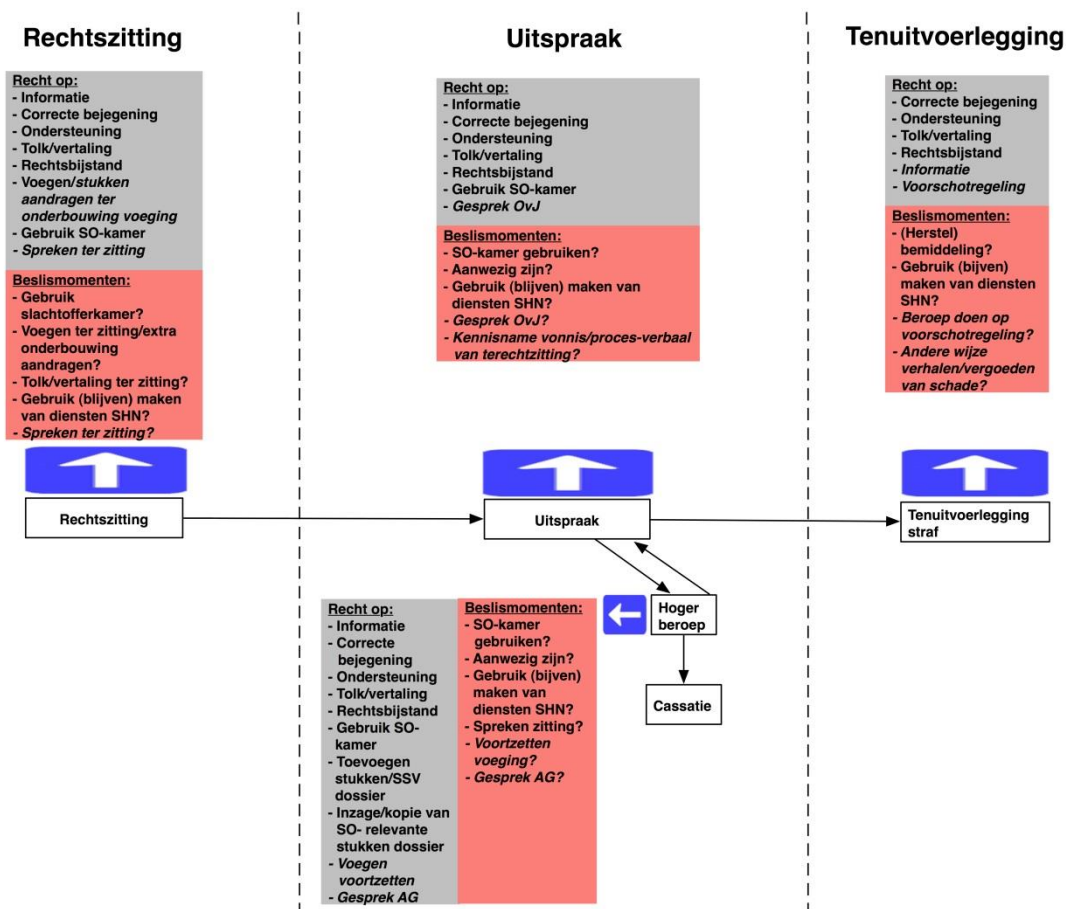 Rechtszitting
Recht op:
- Informatie
- Correcte bejegening
- Ondersteuning
- Tolk/vertaling
- Rechtsbijstand
- Voegen/stukken
aandragen ter
onderbouwing voeging
- Gebruik SO-kamer
- Spreken ter zitting
Beslismomenten:
- Gebruik
slachtofferkamer?
- Voegen ter zitting/extra
onderbouwing
aandragen?
- Tolk/vertaling ter zitting?
- Gebruik (blijven) maken
van diensten SHN?
- Spreken ter zitting?
Rechtszitting
Uitspraak
Recht op:
- Informatie
- Correcte bejegening
- Ondersteuning
- Tolk/vertaling
- Rechtsbijstand
- Gebruik SO-kamer
- Gesprek OvJ
Beslismomenten:
- SO-kamer gebruiken?
- Aanwezig zijn?
- Gebruik (blijven) maken van
diensten SHN?
- Gesprek OvJ?
- Kennisname vonnis/proces-verbaal
van terechtzitting?
Uitspraak
Tenuitvoerlegging
Recht op:
- Correcte bejegening
- Ondersteuning
- Tolk/vertaling
- Rechtsbijstand
- Informatie
- Voorschotregeling
Beslismomenten:
- (Herstel)
bemiddeling?
- Gebruik (bijven)
maken van diensten
SHN?
- Beroep doen op
voorschotregeling?
- Andere wijze
verhalen/vergoeden
van schade?
Tenuitvoerlegging
straf
Recht op:
- Informatie
- Correcte
bejegening
- Ondersteuning
- Tolk/vertaling
- Rechtsbijstand
- Gebruik SO-
kamer
- Toevoegen
stukken/SSV
dossier
- Inzage/kopie van
SO- relevante
stukken dossier
- Voegen
voortzetten
- Gesprek AG
Beslismomenten:
- SO-kamer
gebruiken?
- Aanwezig zijn?
- Gebruik (bijven)
maken van
diensten SHN?
- Spreken zitting?
- Voortzetten
voeging?
- Gesprek AG?
Hoger
beroep
Cassatie